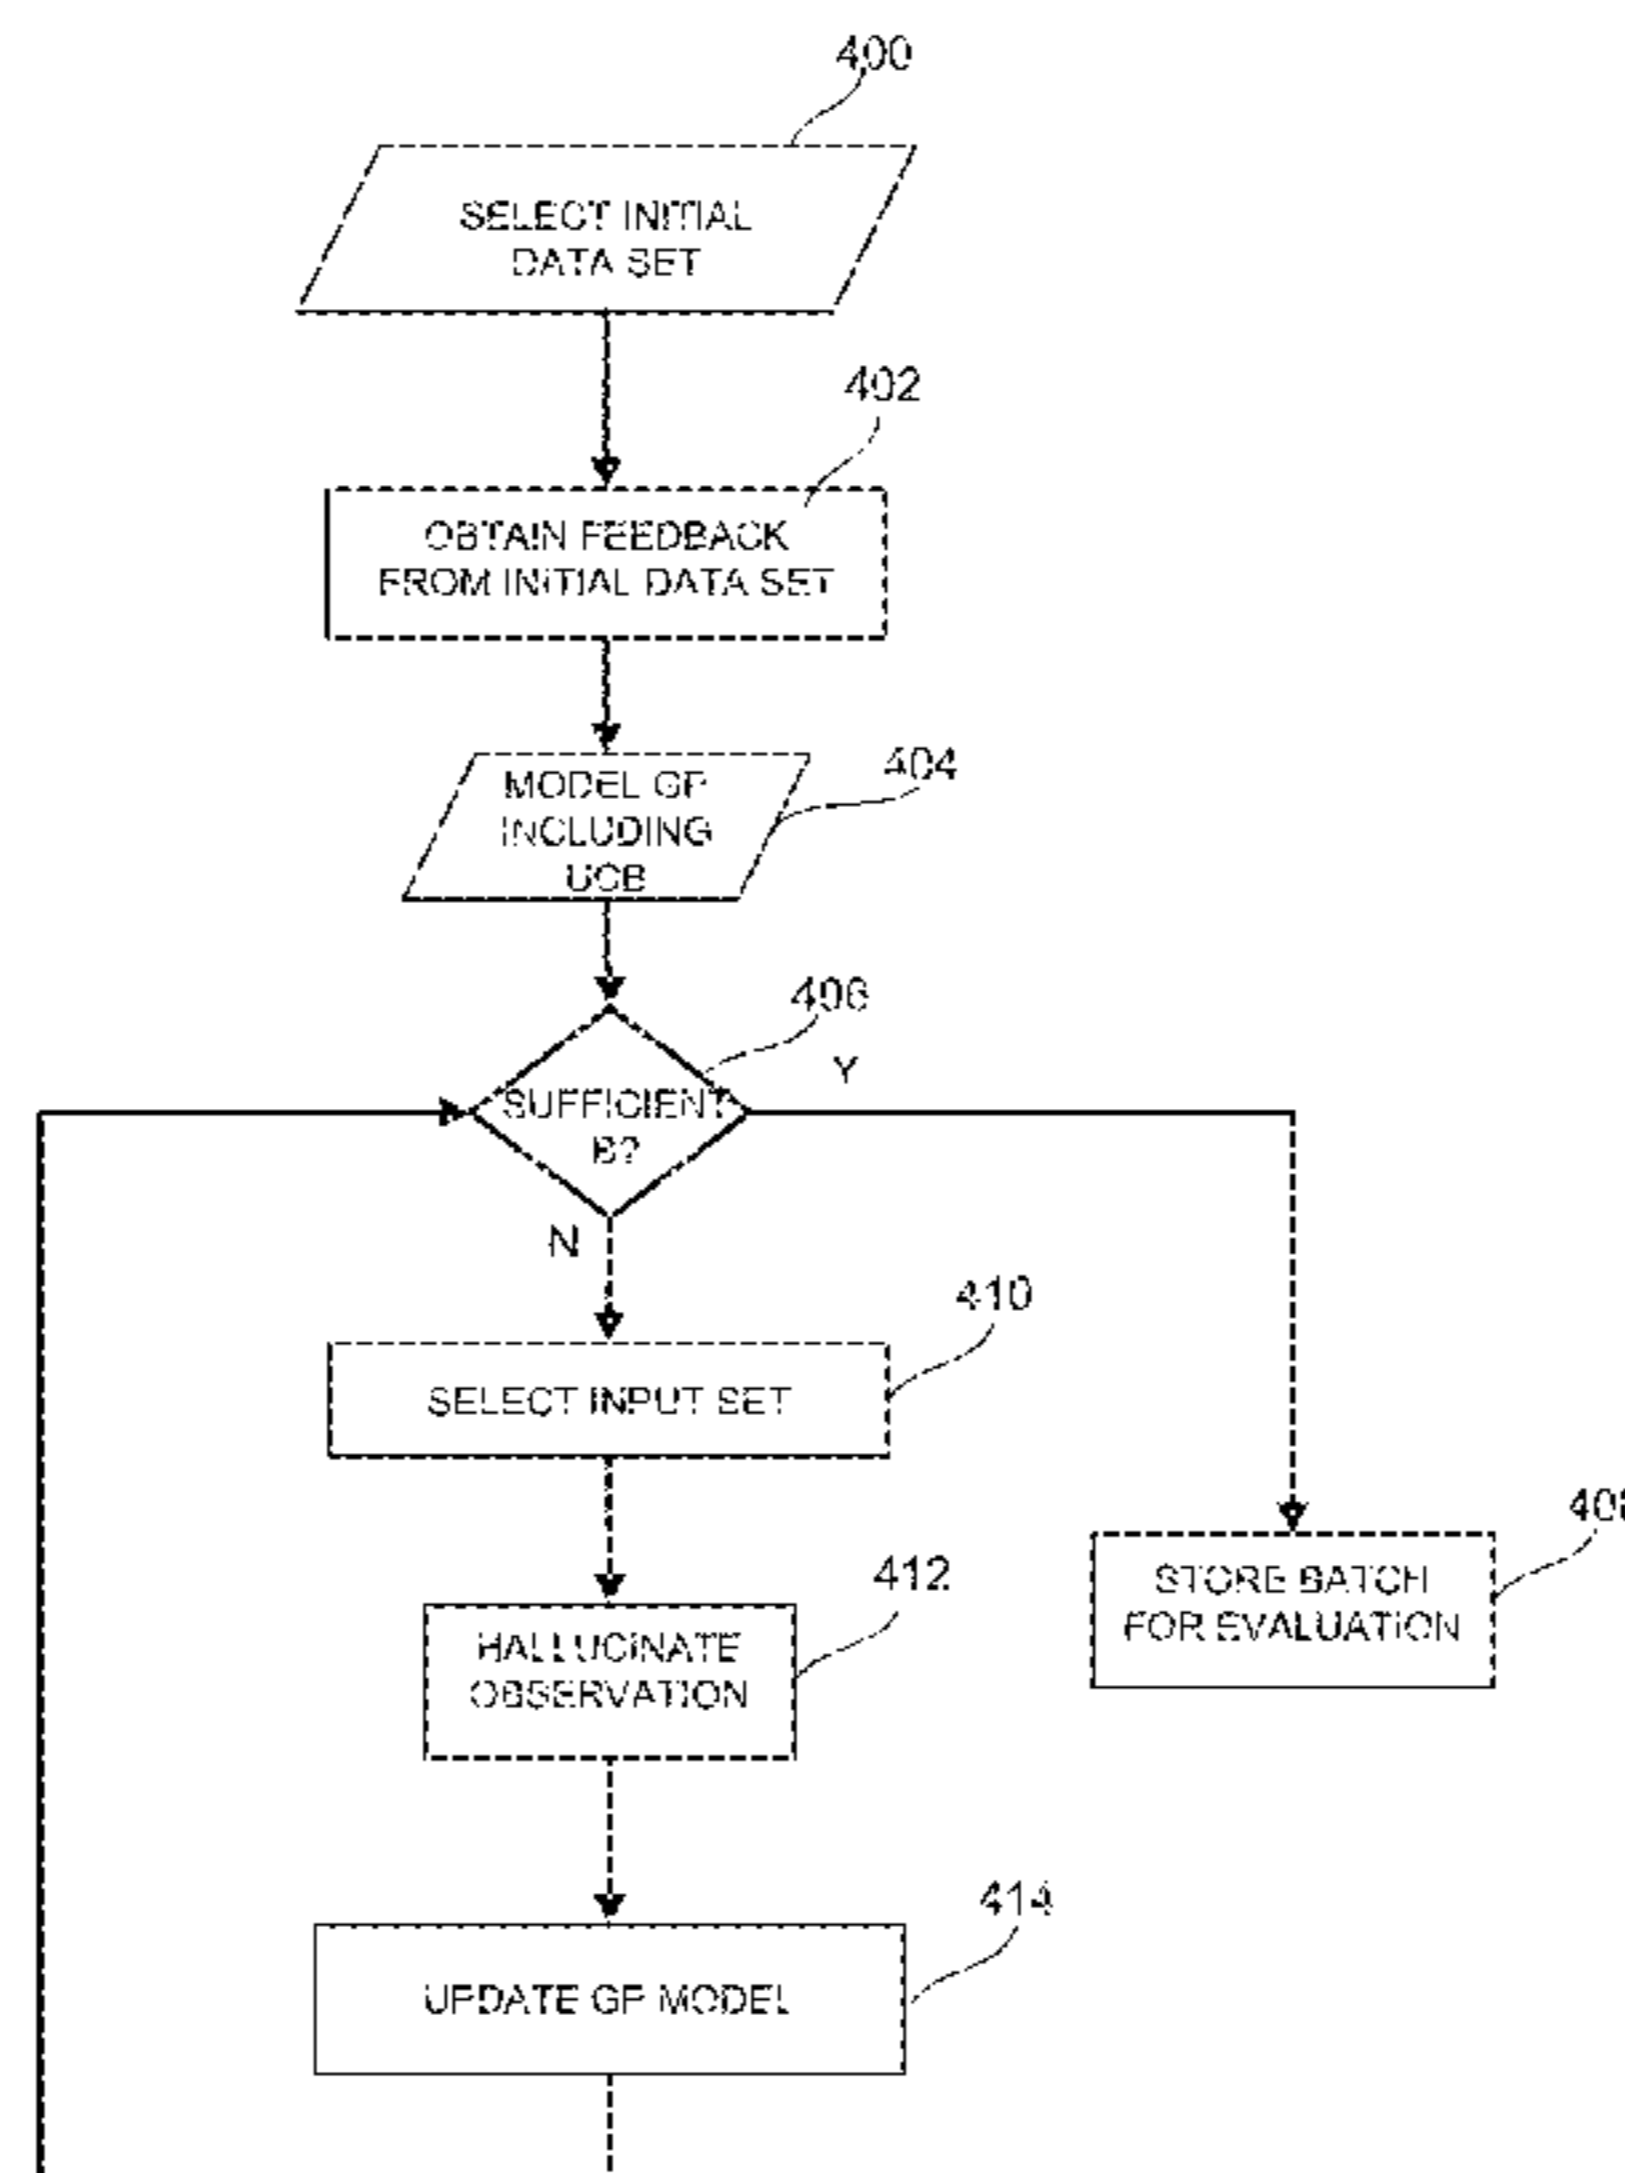 400
SELECT INITIAL
DATA SET
402
OBTAIN FEEDBACK
FROM INITIAL DATA SET
404
MODEL GP
INCLUDING
UCB
406
Y
SUFFICIENT
B?
N
410
SELECT INPUT SET
STORE BATCH
FOR EVALUATION
412
HALLUCINATE
OBSERVATION
414
UPDATE GP MODEL